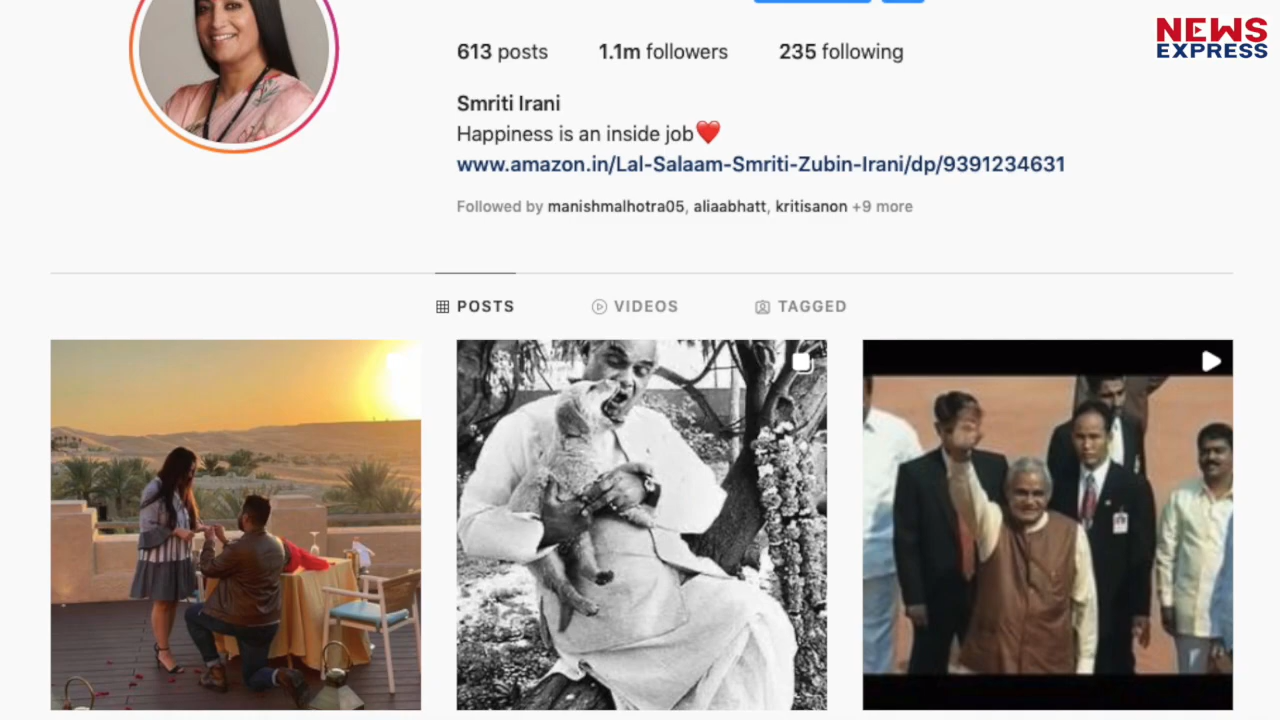 NEWS
EXPRESS
613 posts 1.1m followers 235 following
Smriti Irani
Happiness is an inside job❤️
www.amazon.in/Lal-Salaam-Smriti-Zubin-Irani/dp/9391234631
Followed by manishmalhotra05, aliaabhatt, kritisanon +9 more
POSTS VIDEOS TAGGED